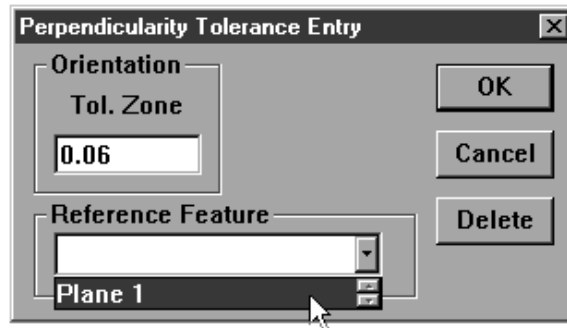 Perpendicularity Tolerance Entry
Orientation
Tol. Zone
0.06
OK
Cancel
Reference Feature
Delete
Plane 1